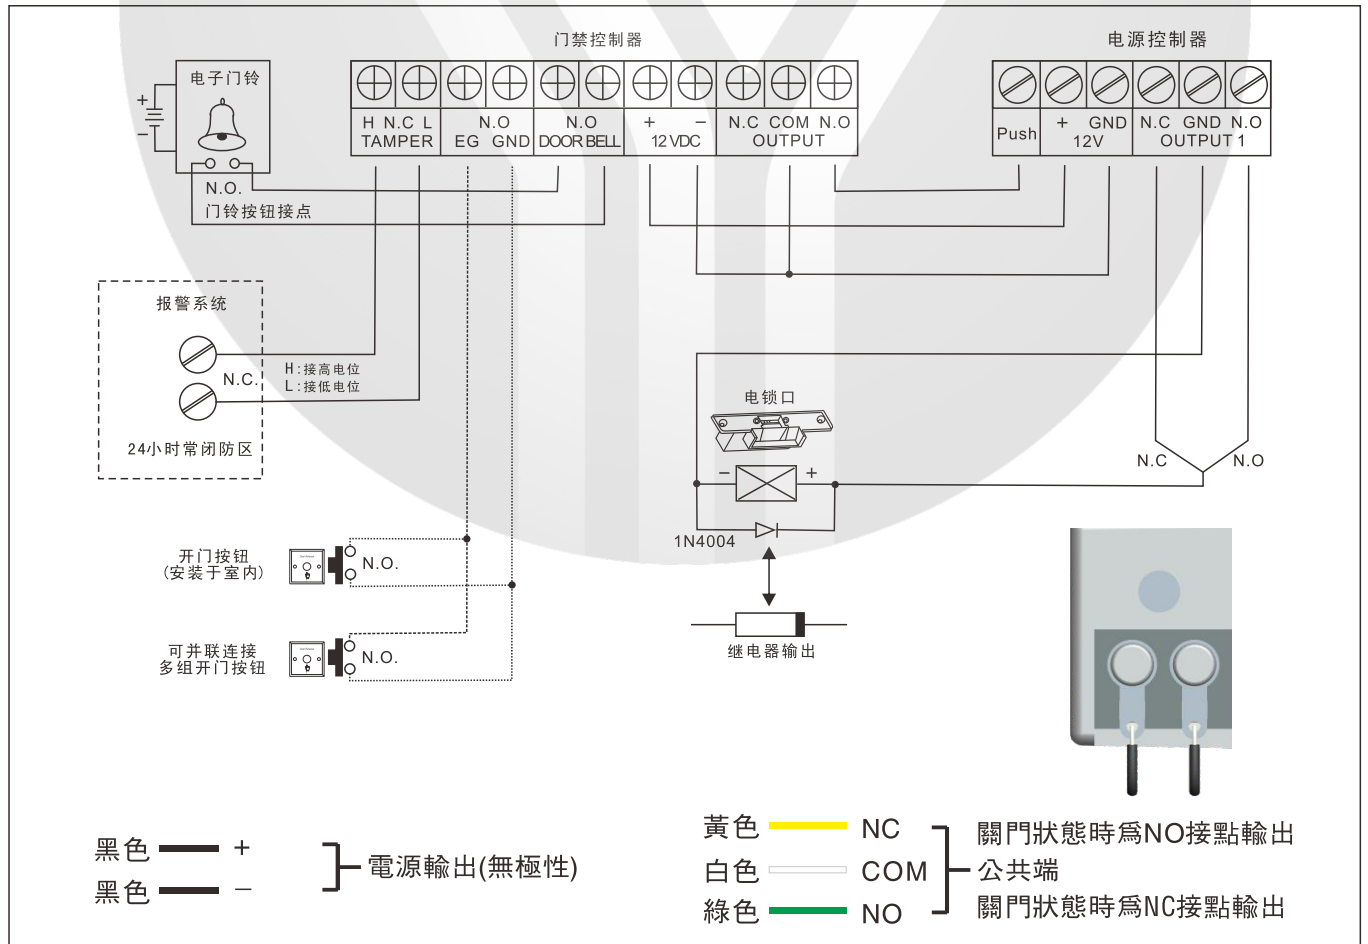 门禁控制器
电源控制器
电子门铃
+
−
N.O.
门铃按钮接点
H N.C L
TAMPER
N.O
EG GND
N.O
DOOR BELL
+ −
12 VDC
N.C COM N.O
OUTPUT
Push
+ GND
12V
N.C GND N.O
OUTPUT 1
报警系统
N.C.
24小时常闭防区
H:接高电位
L:接低电位
电锁口
− +
1N4004
继电器输出
N.C
N.O
开门按钮
(安装于室内)
N.O.
可并联连接
多组开门按钮
N.O.
黑色 +
黑色 −
電源輸出(無極性)
黃色 NC
白色 COM
綠色 NO
關門狀態時爲NO接點輸出
公共端
關門狀態時爲NC接點輸出